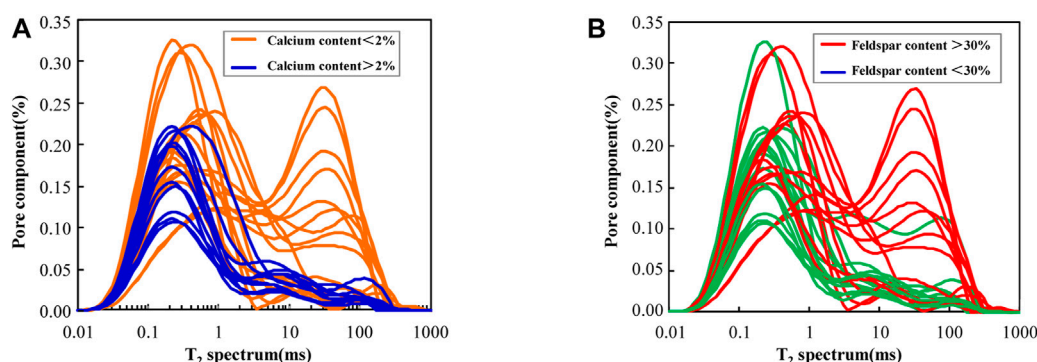 A
0.35
0.30
0.25
0.20
0.15
0.10
0.05
0.00
Pore component(%)
Calcium content<2%
Calcium content>2%
0.01 0.1 1 10 100 1000
T₂ spectrum(ms)
B
0.35
0.30
0.25
0.20
0.15
0.10
0.05
0.00
Pore component(%)
Feldspar content >30%
Feldspar content <30%
0.01 0.1 1 10 100 1000
T₂ spectrum(ms)